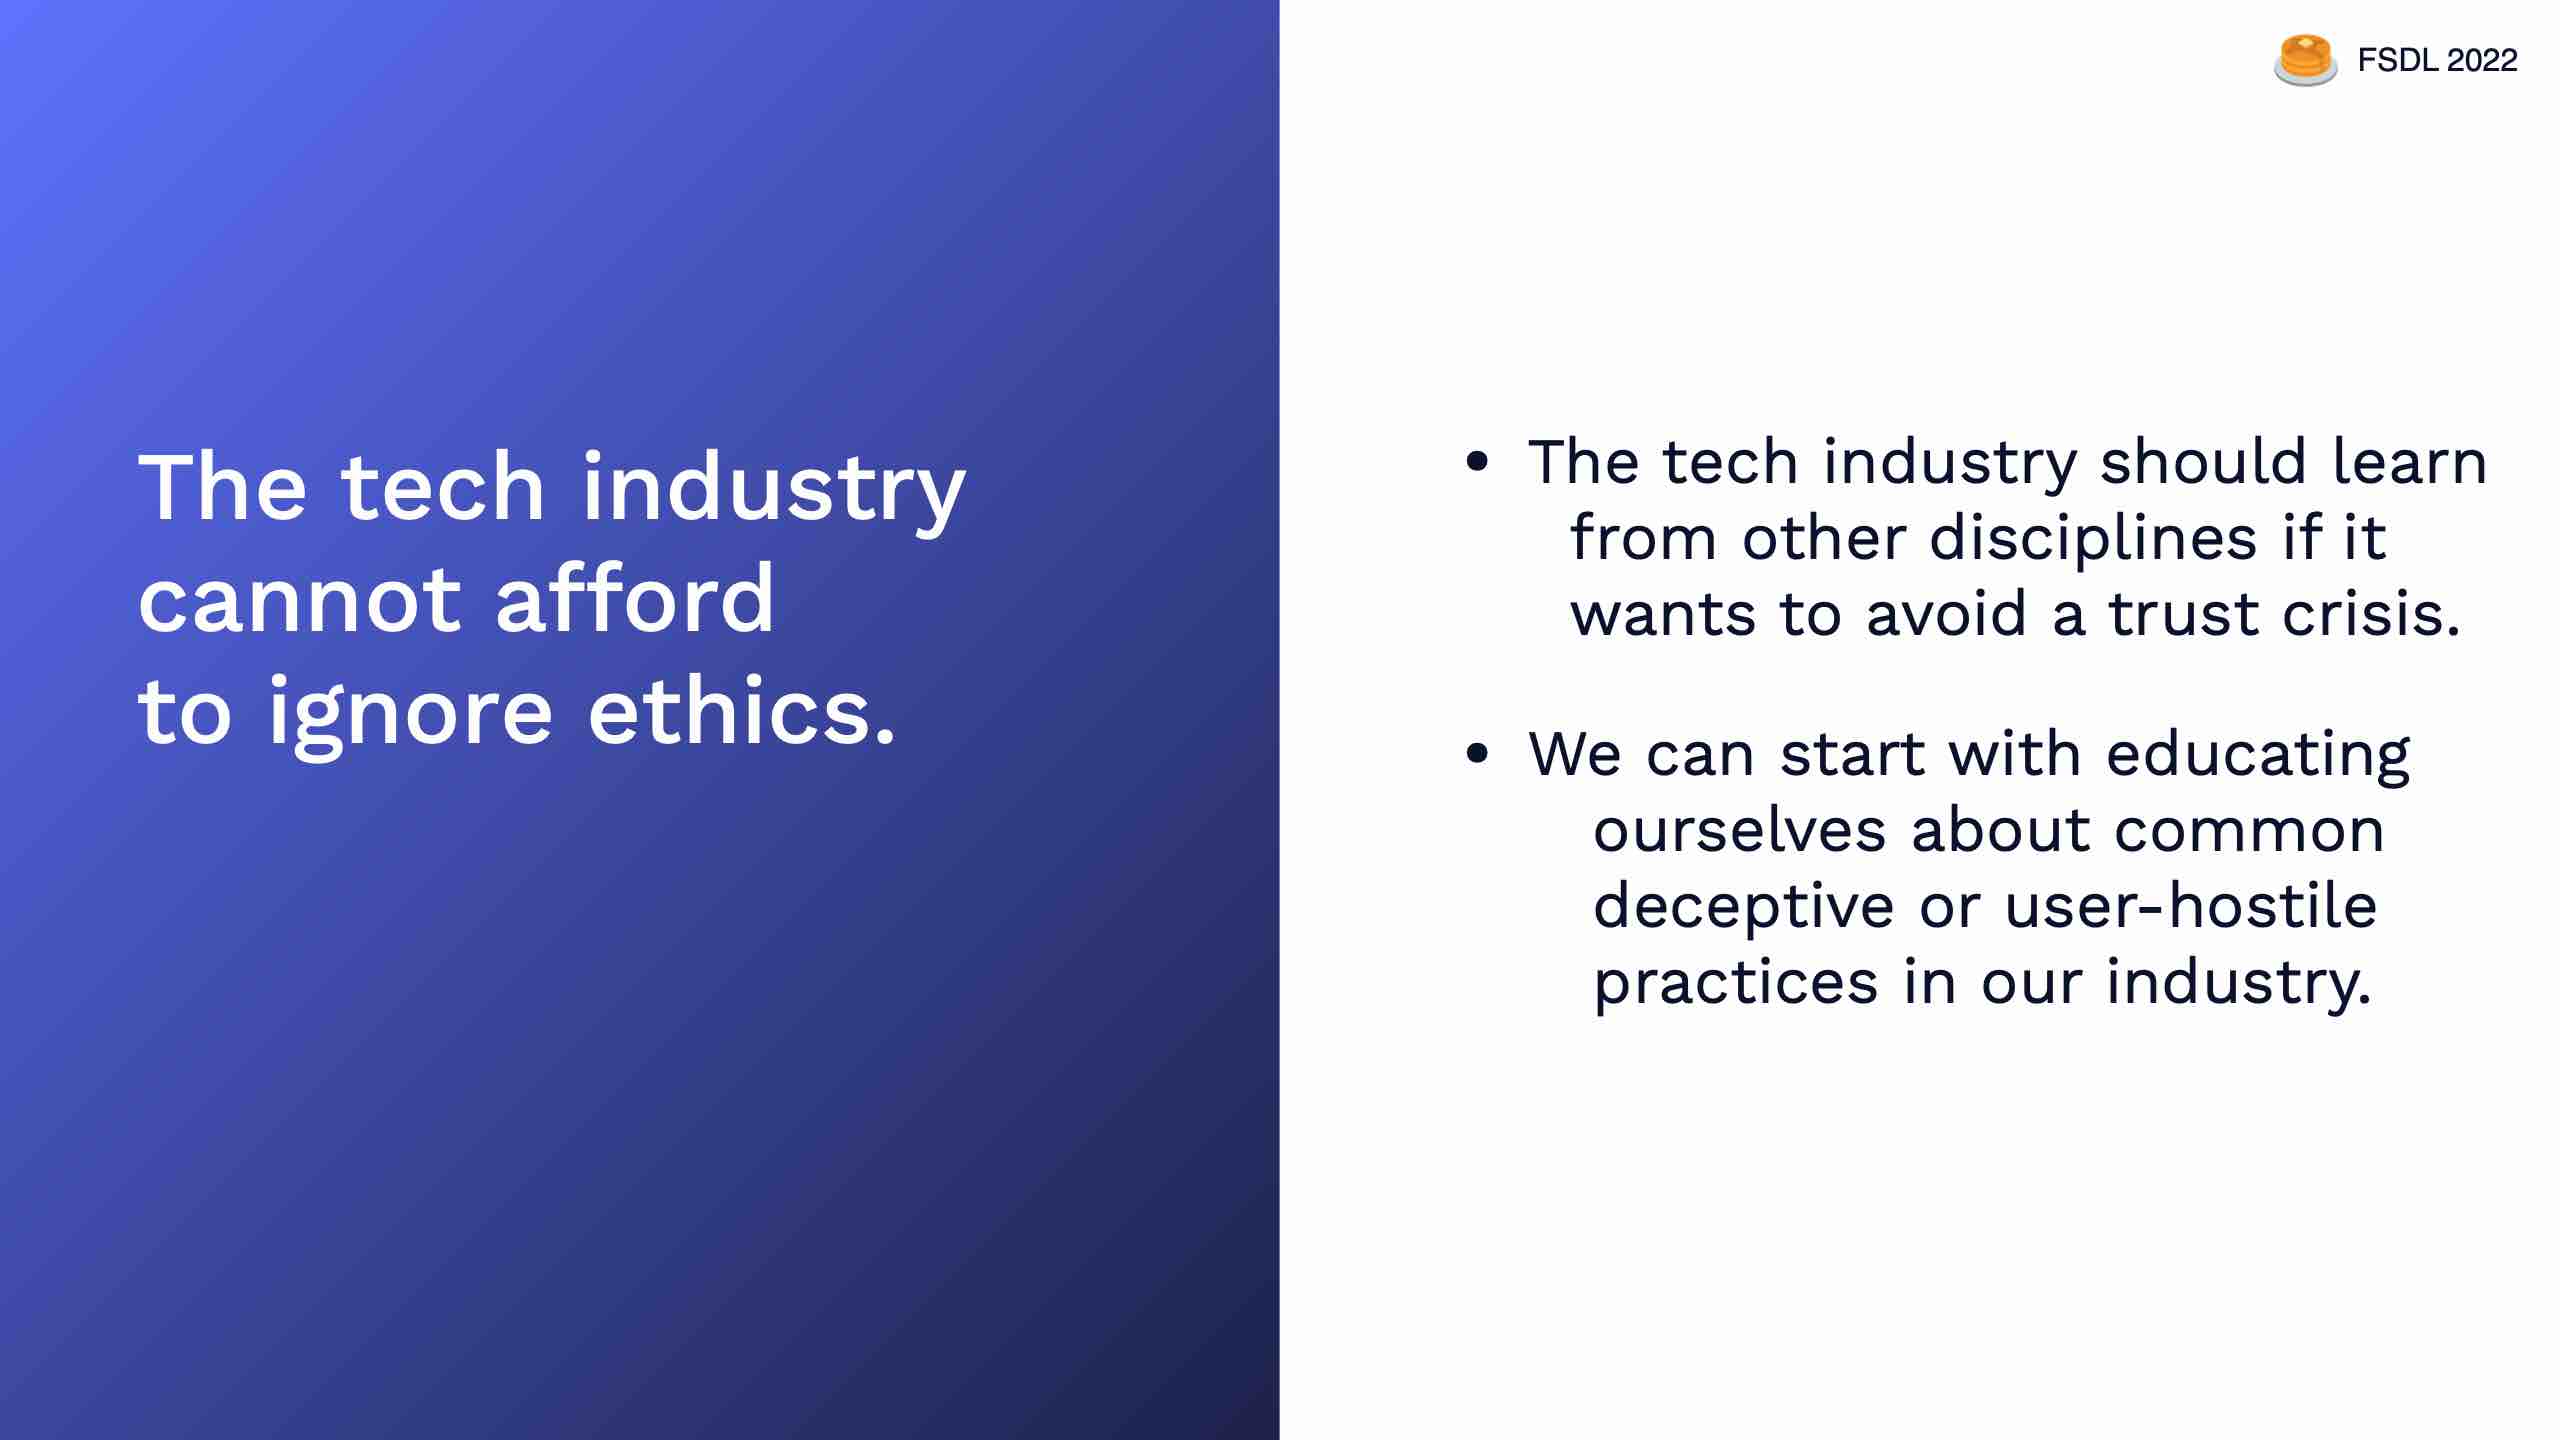 FSDL 2022
The tech industry
cannot afford
to ignore ethics.
• The tech industry should learn
from other disciplines if it
wants to avoid a trust crisis.
• We can start with educating
ourselves about common
deceptive or user-hostile
practices in our industry.